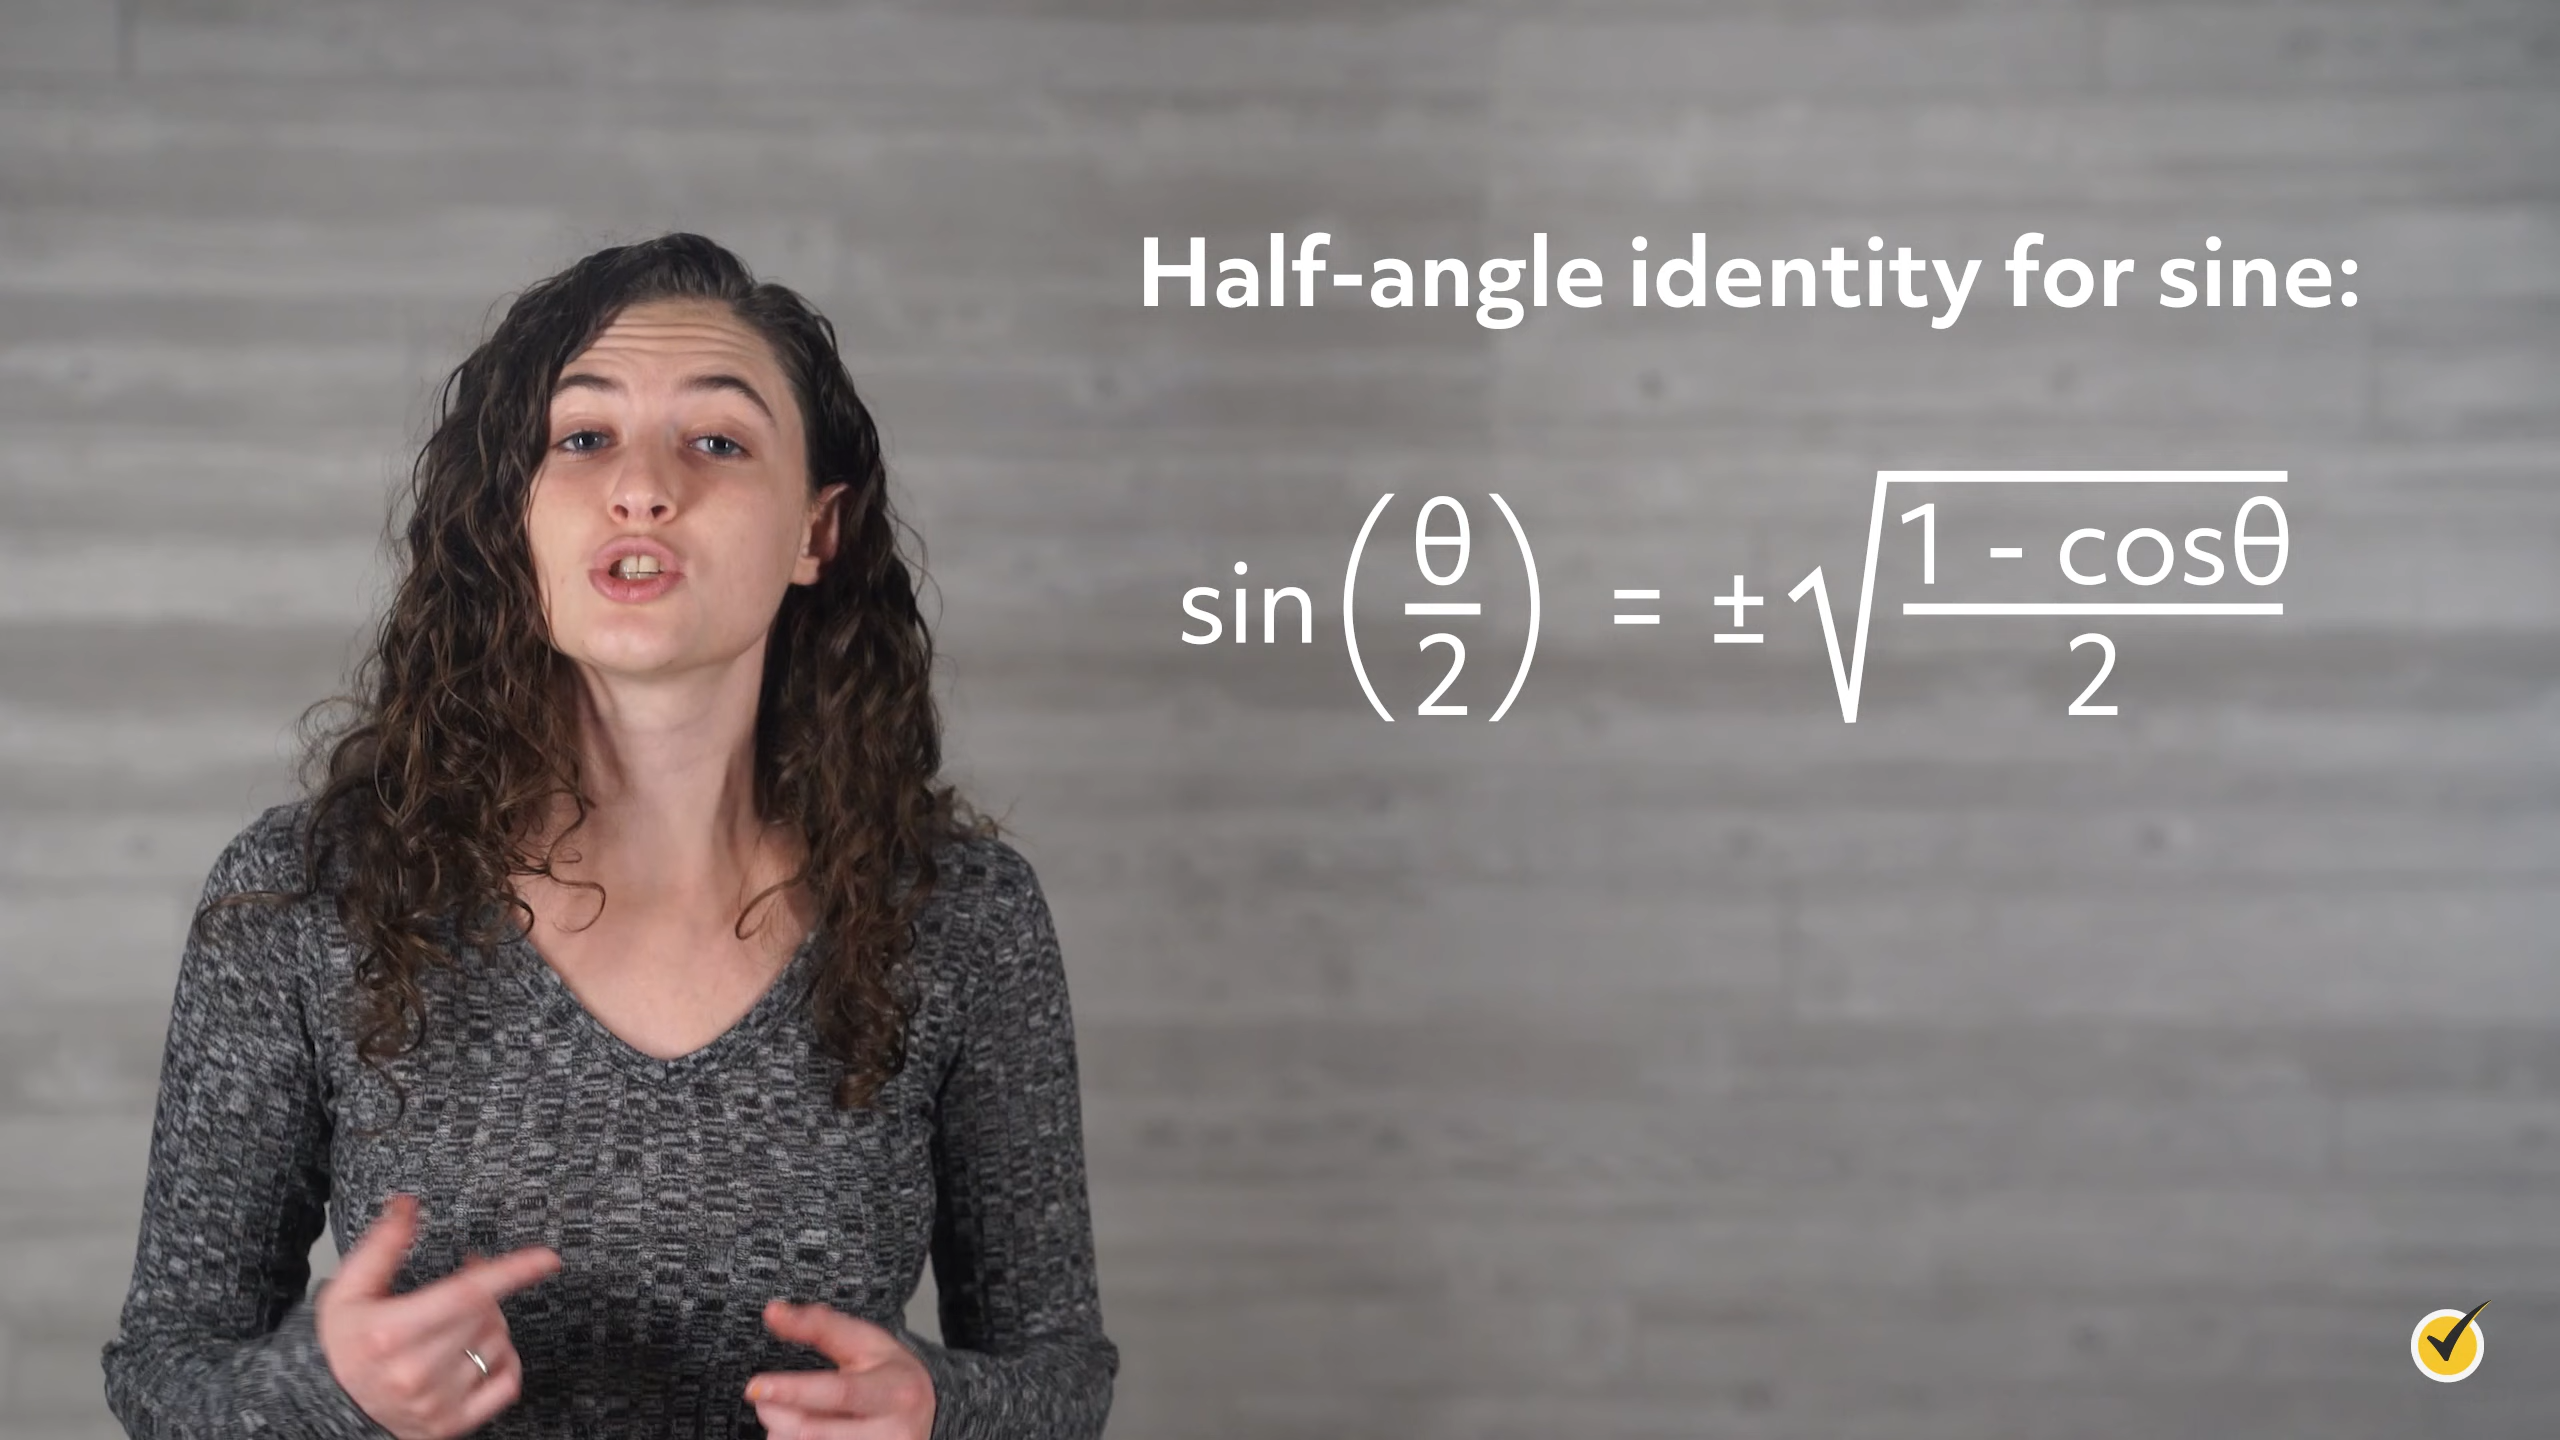 Half-angle identity for sine:
sin(θ/2) = ±√((1 - cosθ)/2)